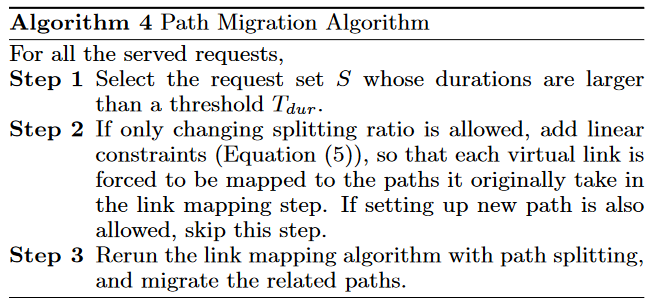 Algorithm 4 Path Migration Algorithm
For all the served requests,
Step 1 Select the request set S whose durations are larger
than a threshold T_dur.
Step 2 If only changing splitting ratio is allowed, add linear
constraints (Equation (5)), so that each virtual link is
forced to be mapped to the paths it originally take in
the link mapping step. If setting up new path is also
allowed, skip this step.
Step 3 Rerun the link mapping algorithm with path splitting,
and migrate the related paths.